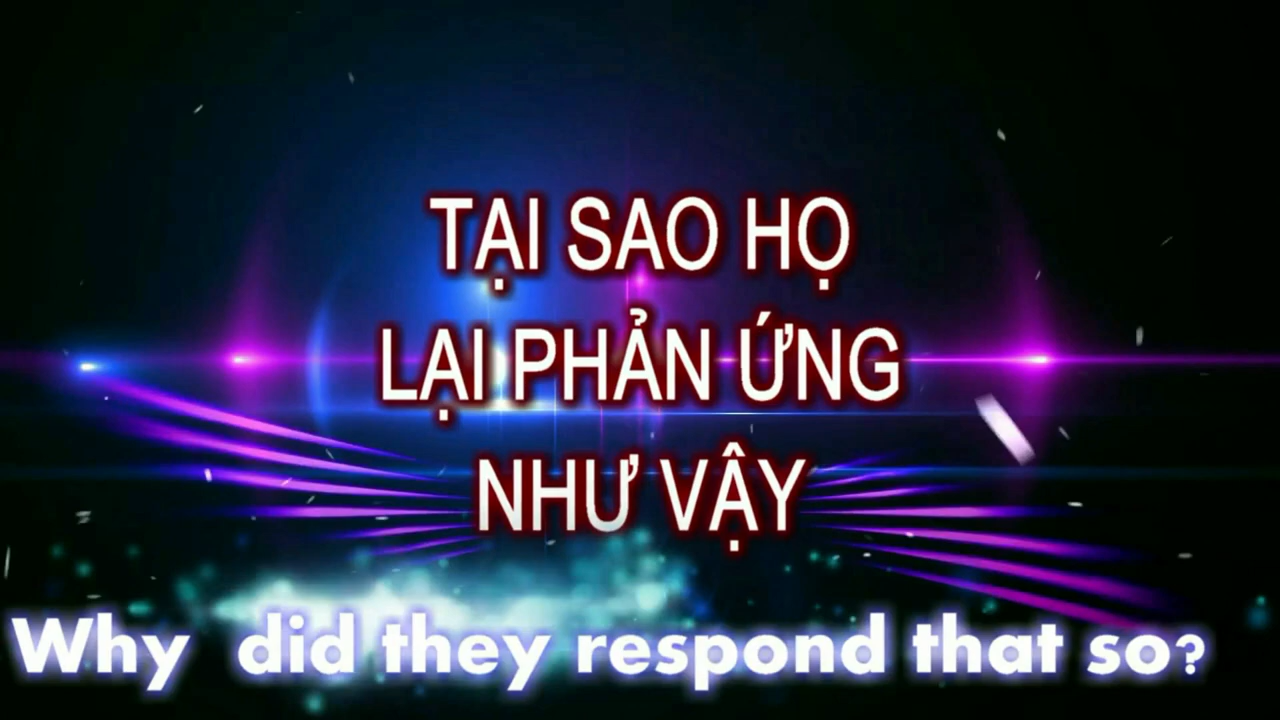 TẠI SAO HỌ
LẠI PHẢN ỨNG
NHƯ VẬY
Why did they respond that so?